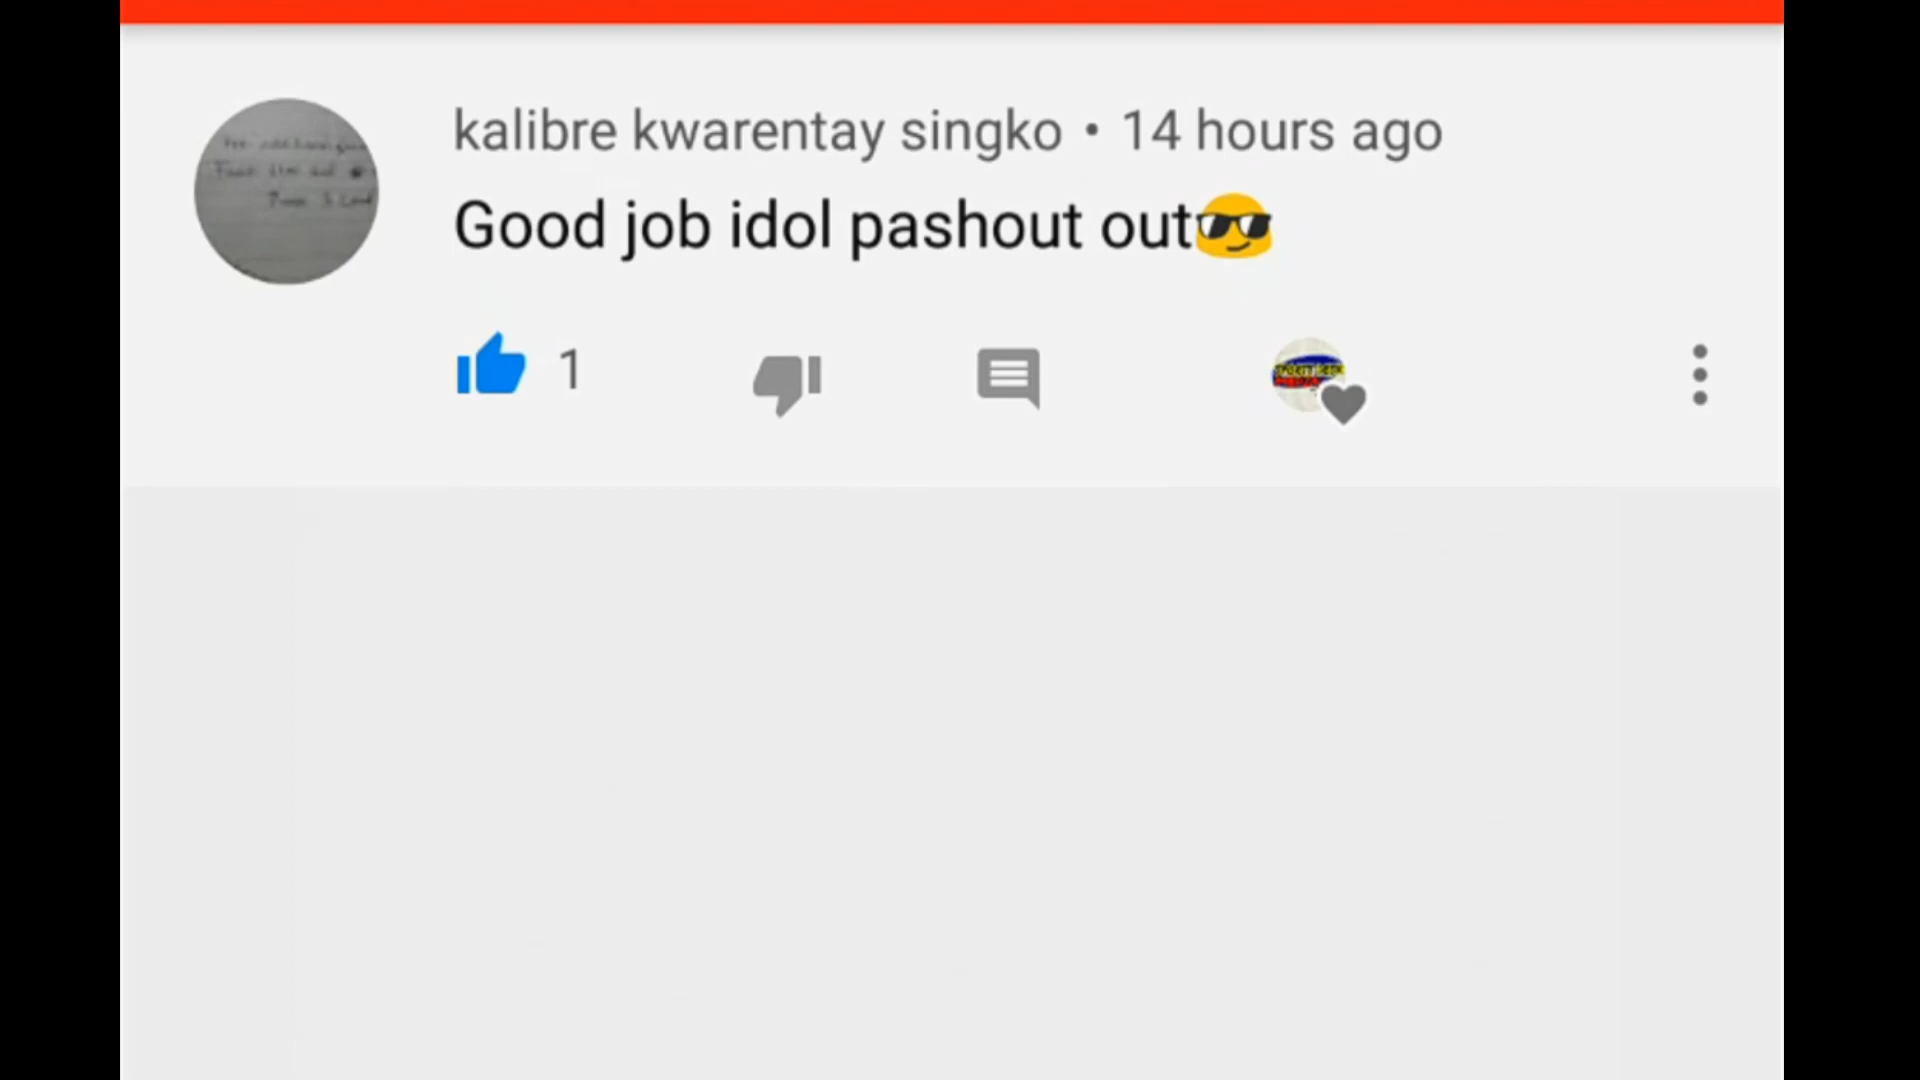 kalibre kwarentay singko • 14 hours ago
Good job idol pashout out😎
1